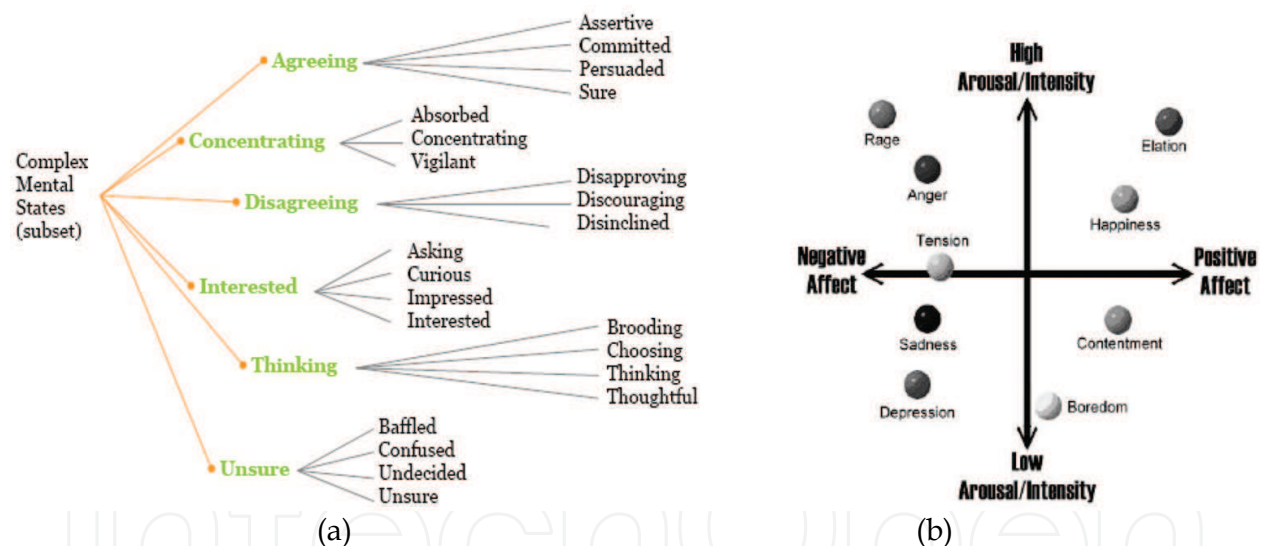 Complex
Mental
States
(subset)
Agreeing
Assertive
Committed
Persuaded
Sure
Concentrating
Absorbed
Concentrating
Vigilant
Disagreeing
Disapproving
Discouraging
Disinclined
Interested
Asking
Curious
Impressed
Interested
Thinking
Brooding
Choosing
Thinking
Thoughtful
Unsure
Baffled
Confused
Undecided
Unsure
(a)
High
Arousal/Intensity
Rage
Elation
Anger
Happiness
Tension
Negative
Affect
Positive
Affect
Sadness
Contentment
Depression
Boredom
Low
Arousal/Intensity
(b)